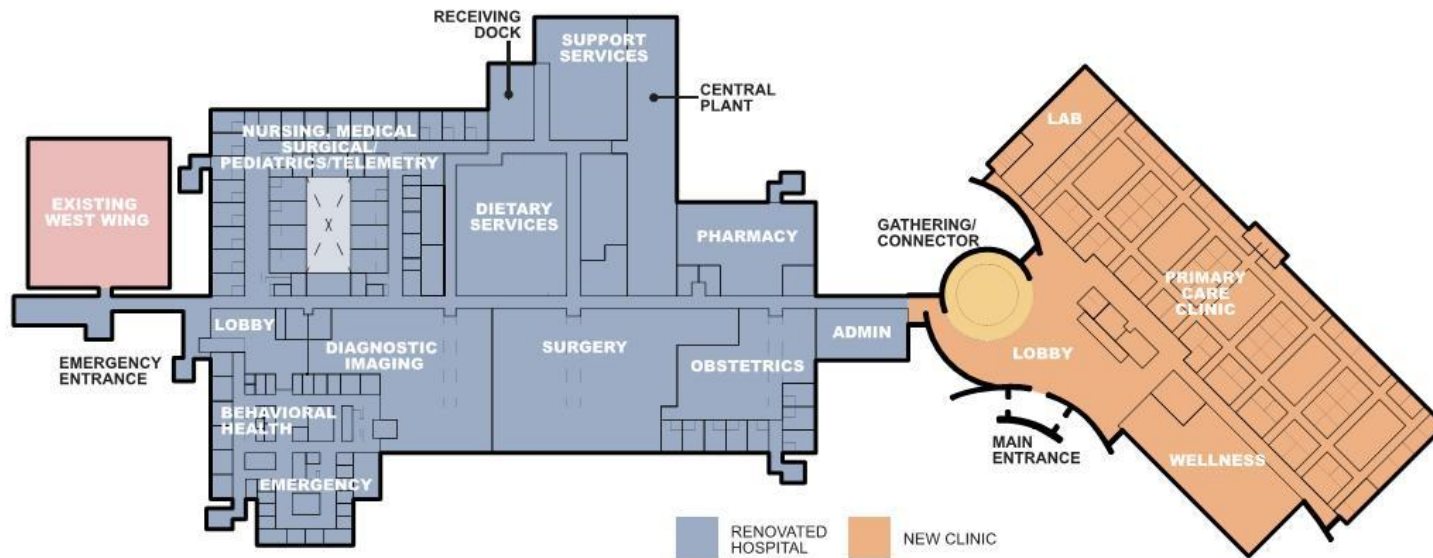 RECEIVING
DOCK
SUPPORT
SERVICES
CENTRAL
PLANT
NURSING, MEDICAL
SURGICAL/
PEDIATRICS/TELEMETRY
EXISTING
WEST WING
DIETARY
SERVICES
PHARMACY
LAB
GATHERING/
CONNECTOR
PRIMARY
CARE
CLINIC
LOBBY
DIAGNOSTIC
IMAGING
SURGERY
OBSTETRICS
ADMIN
LOBBY
EMERGENCY
ENTRANCE
BEHAVIORAL
HEALTH
EMERGENCY
MAIN
ENTRANCE
WELLNESS
RENOVATED
HOSPITAL
NEW CLINIC